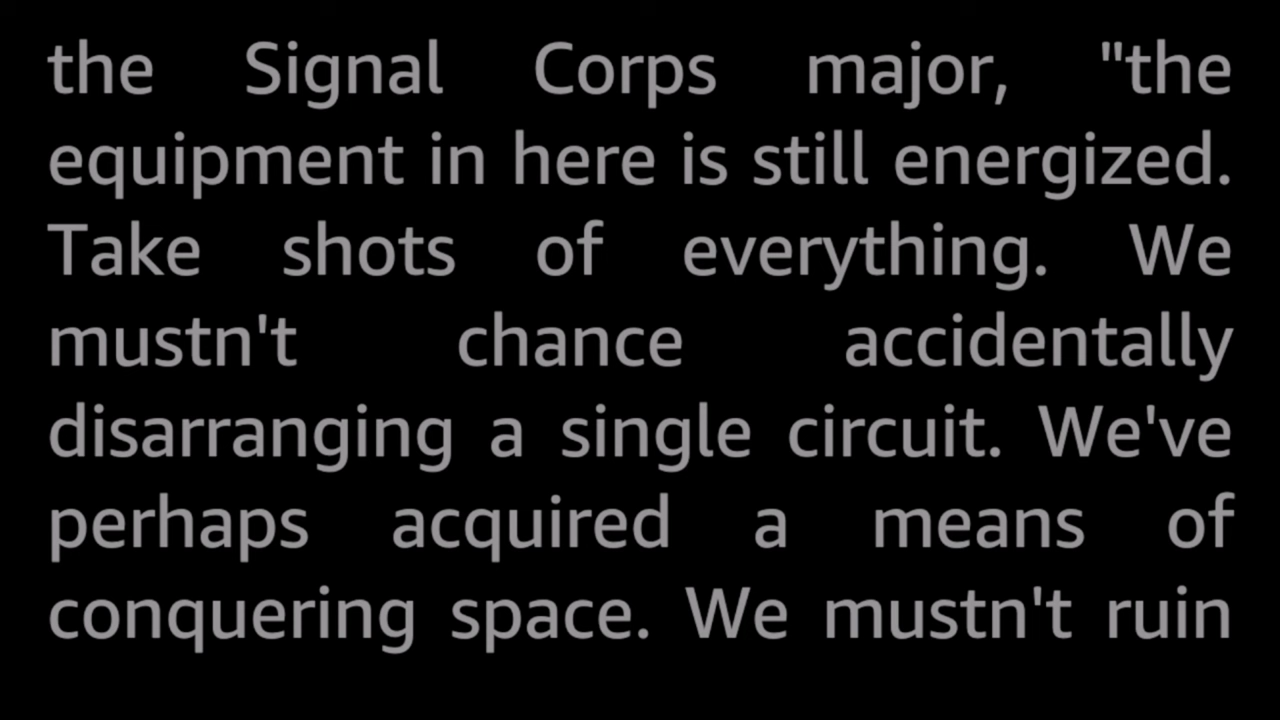 the Signal Corps major, "the
equipment in here is still energized.
Take shots of everything. We
mustn't chance accidentally
disarranging a single circuit. We've
perhaps acquired a means of
conquering space. We mustn't ruin